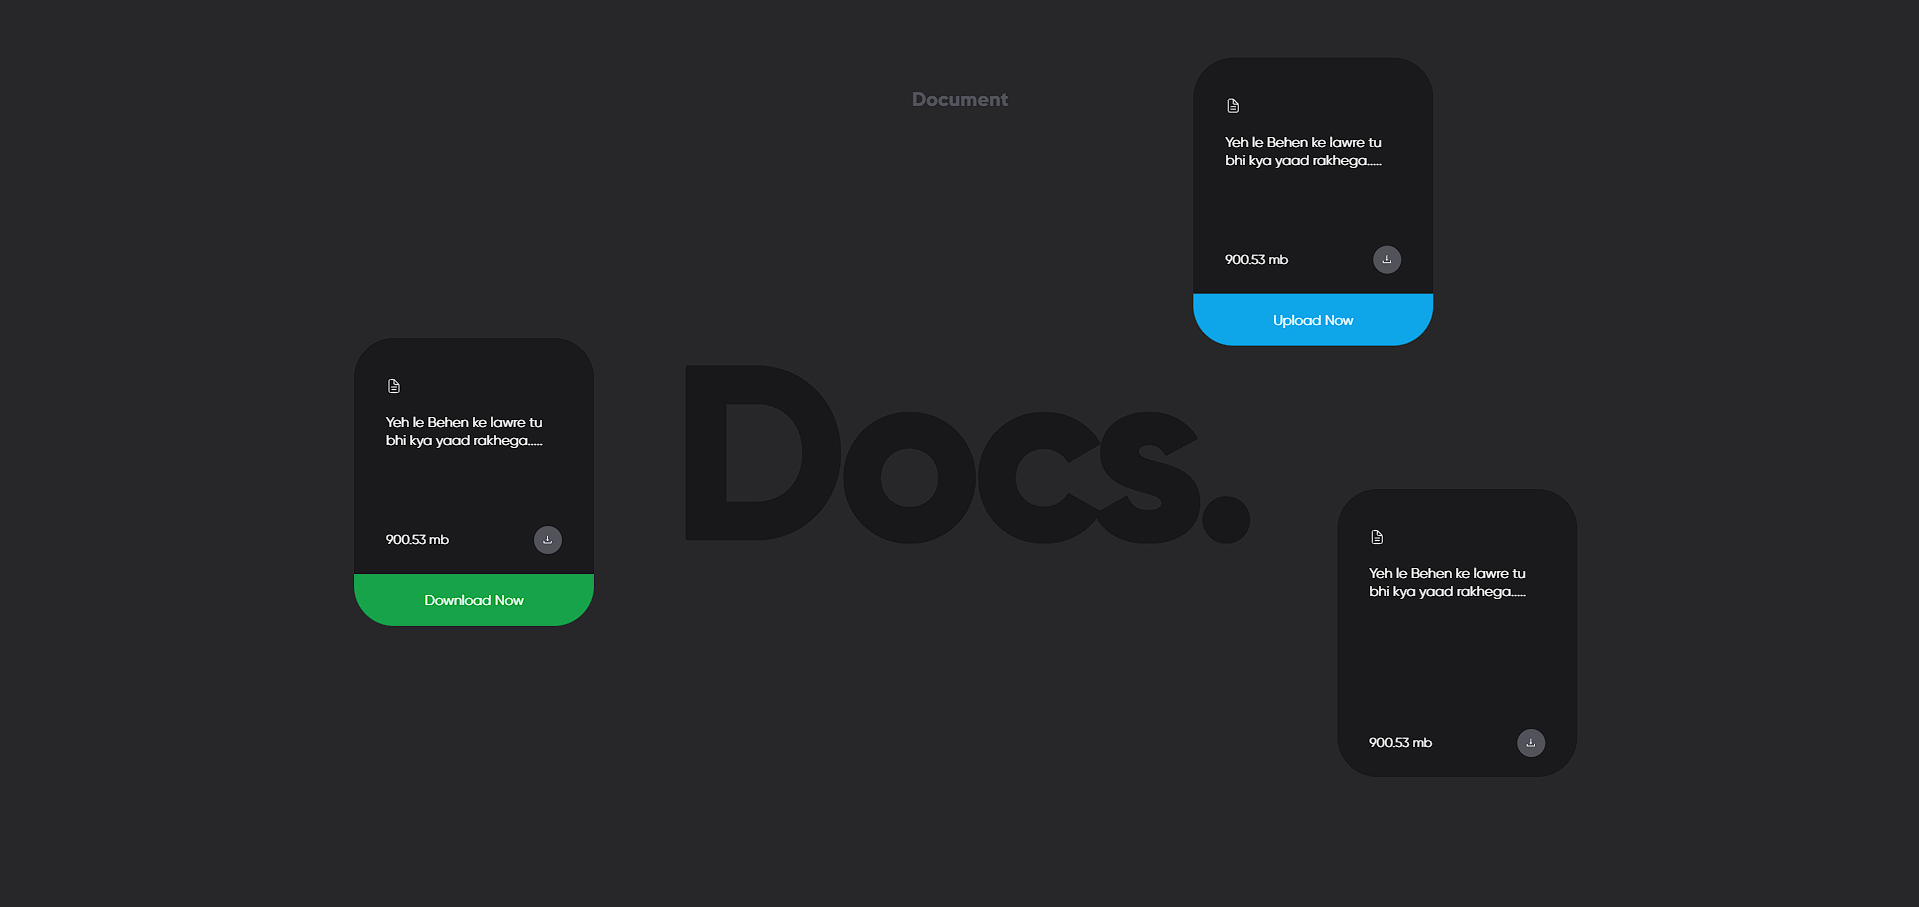 Document
Yeh le Behen ke lawre tu
bhi kya yaad rakhega.....
900.53 mb
Upload Now
Yeh le Behen ke lawre tu
bhi kya yaad rakhega.....
900.53 mb
Download Now
Docs.
Yeh le Behen ke lawre tu
bhi kya yaad rakhega.....
900.53 mb